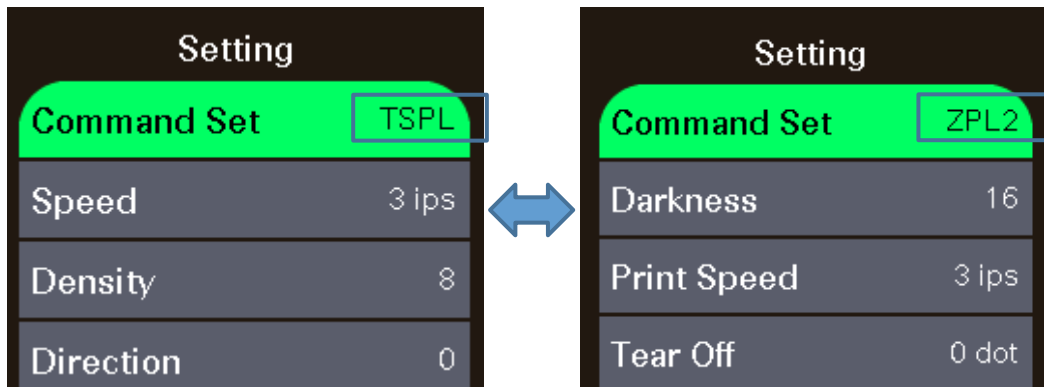 Setting
Command Set TSPL
Speed 3 ips
Density 8
Direction 0
Setting
Command Set ZPL2
Darkness 16
Print Speed 3 ips
Tear Off 0 dot